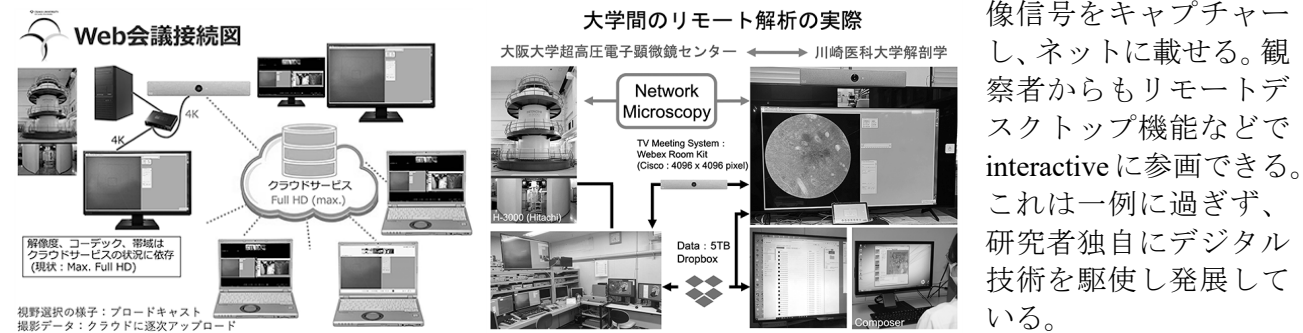 Web会議接続図
4K
4K
クラウドサービス
Full HD (max.)
解像度、コーデック、帯域は
クラウドサービスの状況に依存
(現状：Max. Full HD)
視野選択の様子：ブロードキャスト
撮影データ：クラウドに逐次アップロード
大学間のリモート解析の実際
大阪大学超高圧電子顕微鏡センター
川崎医科大学解剖学
Network
Microscopy
TV Meeting System：
Webex Room Kit
(Cisco：4096 x 4096 pixel)
H-3000 (Hitachi)
Data：5TB
Dropbox
Composer
像信号をキャプチャー
し、ネットに載せる。観
察者からもリモートデ
スクトップ機能などで
interactiveに参画できる。
これは一例に過ぎず、
研究者独自にデジタル
技術を駆使し発展して
いる。